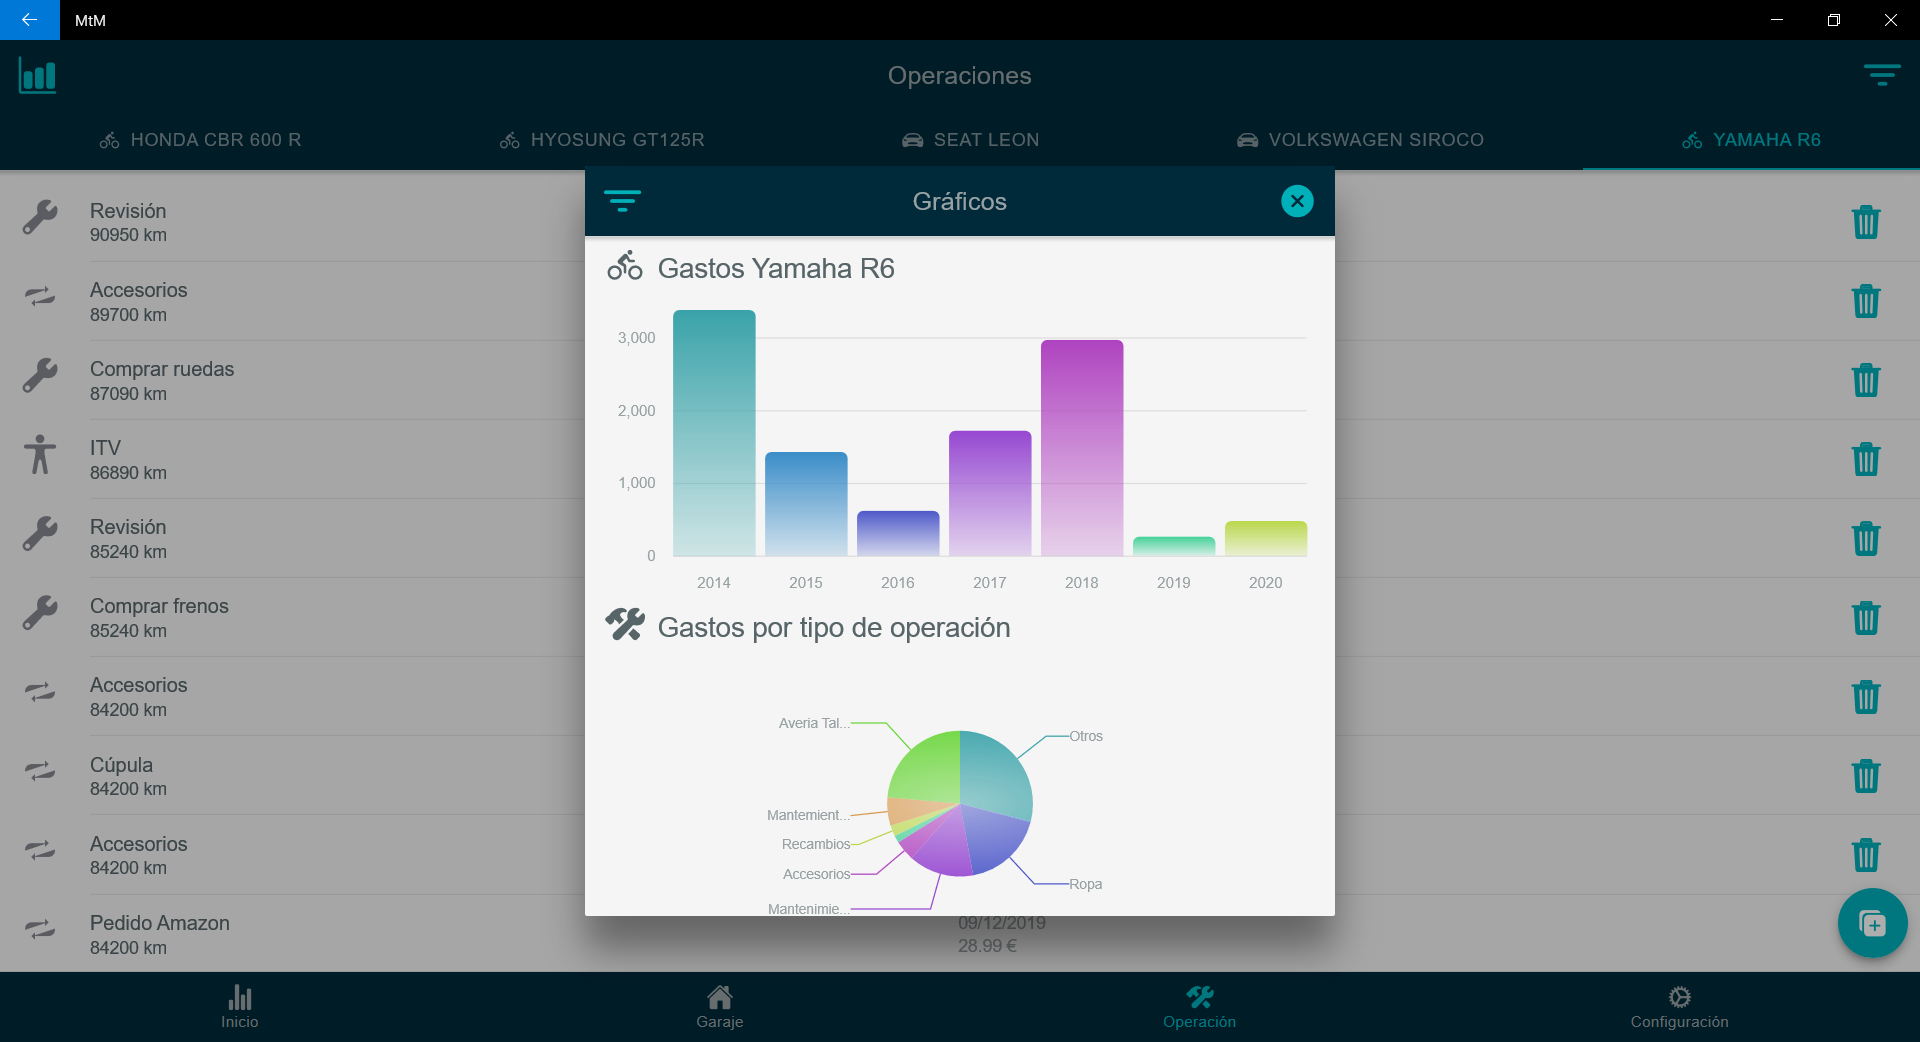 MtM
Operaciones
HONDA CBR 600 R
HYOSUNG GT125R
SEAT LEON
VOLKSWAGEN SIROCO
YAMAHA R6
Revisión
90950 km
Accesorios
89700 km
Comprar ruedas
87090 km
ITV
86890 km
Revisión
85240 km
Comprar frenos
85240 km
Accesorios
84200 km
Cúpula
84200 km
Accesorios
84200 km
Pedido Amazon
84200 km
09/12/2019
28.99 €
Gráficos
Gastos Yamaha R6
3,000
2,000
1,000
0
2014 2015 2016 2017 2018 2019 2020
Gastos por tipo de operación
Averia Tal...
Otros
Mantemient...
Recambios
Accesorios
Ropa
Mantenimie...
Inicio
Garaje
Operación
Configuración